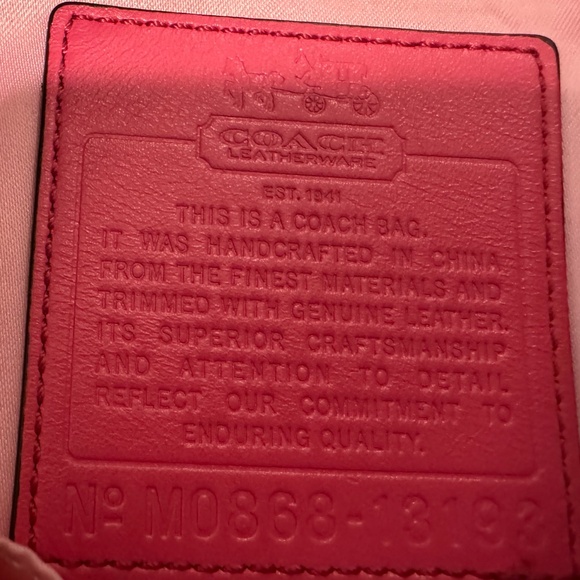 COACH
LEATHERWARE
EST. 1941
THIS IS A COACH BAG.
IT WAS HANDCRAFTED IN CHINA
FROM THE FINEST MATERIALS AND
TRIMMED WITH GENUINE LEATHER.
ITS SUPERIOR CRAFTSMANSHIP
AND ATTENTION TO DETAIL
REFLECT OUR COMMITMENT TO
ENDURING QUALITY.
Nº M0868-13193